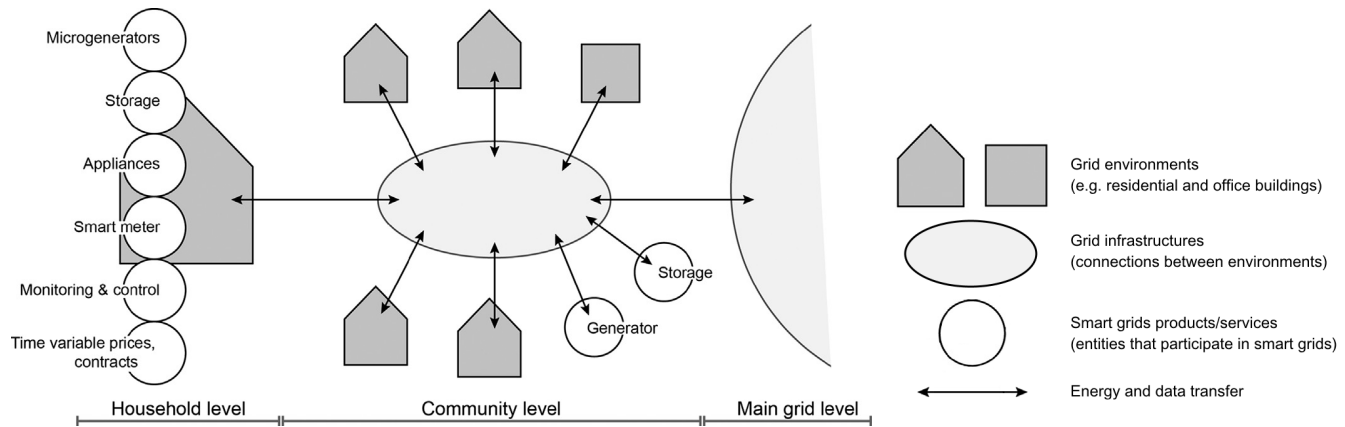 Microgenerators
Storage
Appliances
Smart meter
Monitoring & control
Time variable prices,
contracts
Storage
Generator
Household level
Community level
Main grid level
Grid environments
(e.g. residential and office buildings)
Grid infrastructures
(connections between environments)
Smart grids products/services
(entities that participate in smart grids)
Energy and data transfer